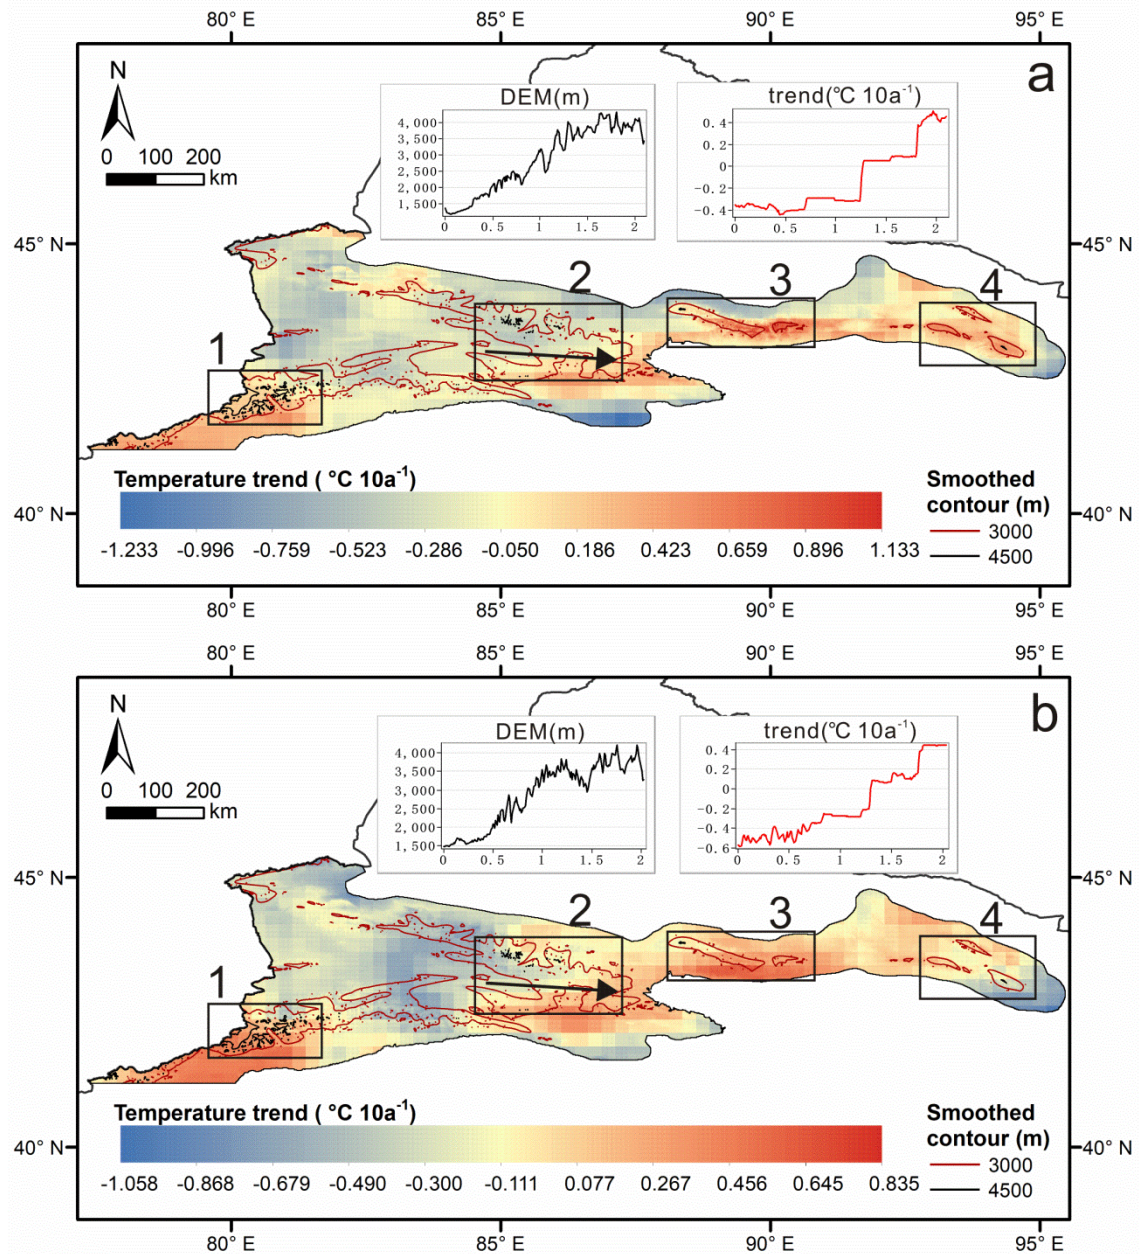 80° E 85° E 90° E 95° E
a
N
0 100 200
km
DEM(m)
4, 000
3, 500
3, 000
2, 500
2, 000
1, 500
0 0. 5 1 1. 5 2
trend(℃ 10a⁻¹)
0. 4
0. 2
0
-0. 2
-0. 4
0 0. 5 1 1. 5 2
45° N 45° N
1
2
3
4
Temperature trend ( °C 10a⁻¹)
-1.233 -0.996 -0.759 -0.523 -0.286 -0.050 0.186 0.423 0.659 0.896 1.133
Smoothed
contour (m)
3000
4500
40° N 40° N
80° E 85° E 90° E 95° E
80° E 85° E 90° E 95° E
b
N
0 100 200
km
DEM(m)
4, 000
3, 500
3, 000
2, 500
2, 000
1, 500
0 0. 5 1 1. 5 2
trend(℃ 10a⁻¹)
0. 4
0. 2
0
-0. 2
-0. 4
-0. 6
0 0. 5 1 1. 5 2
45° N 45° N
1
2
3
4
Temperature trend ( °C 10a⁻¹)
-1.058 -0.868 -0.679 -0.490 -0.300 -0.111 0.077 0.267 0.456 0.645 0.835
Smoothed
contour (m)
3000
4500
40° N 40° N
80° E 85° E 90° E 95° E